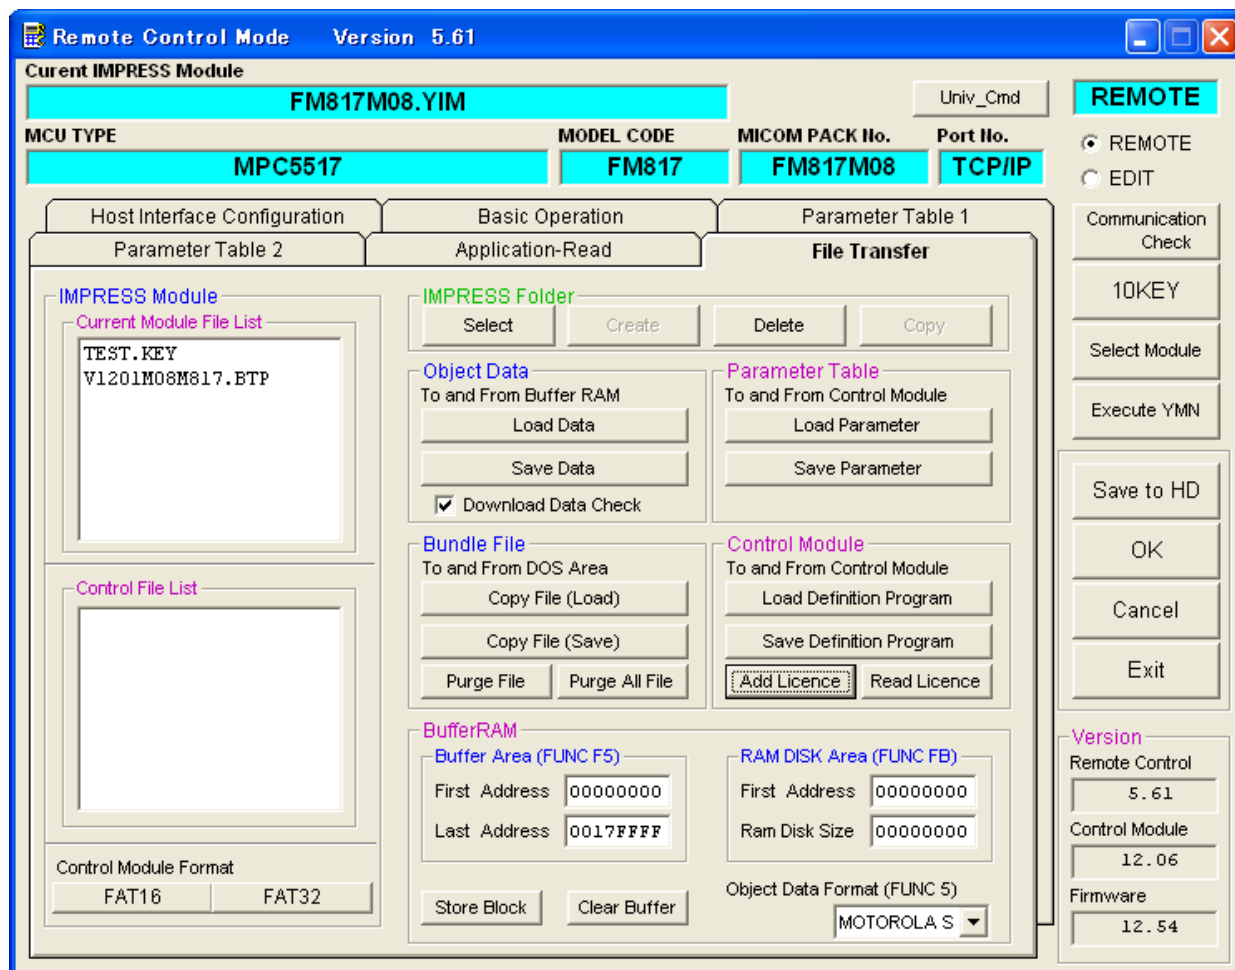 Remote Control Mode Version 5.61
Curent IMPRESS Module
FM817M08.YIM
Univ_Cmd
REMOTE
MCU TYPE
MODEL CODE
MICOM PACK No.
Port No.
MPC5517
FM817
FM817M08
TCP/IP
REMOTE
EDIT
Host Interface Configuration
Basic Operation
Parameter Table 1
Parameter Table 2
Application-Read
File Transfer
IMPRESS Module
Current Module File List
TEST.KEY
V1201M08M817.BTP
Control File List
Control Module Format
FAT16
FAT32
IMPRESS Folder
Select
Create
Delete
Copy
Object Data
To and From Buffer RAM
Load Data
Save Data
Download Data Check
Parameter Table
To and From Control Module
Load Parameter
Save Parameter
Bundle File
To and From DOS Area
Copy File (Load)
Copy File (Save)
Purge File
Purge All File
Control Module
To and From Control Module
Load Definition Program
Save Definition Program
Add Licence
Read Licence
BufferRAM
Buffer Area (FUNC F5)
First Address 00000000
Last Address 0017FFFF
RAM DISK Area (FUNC FB)
First Address 00000000
Ram Disk Size 00000000
Store Block
Clear Buffer
Object Data Format (FUNC 5)
MOTOROLA S
Communication
Check
10KEY
Select Module
Execute YMN
Save to HD
OK
Cancel
Exit
Version
Remote Control
5.61
Control Module
12.06
Firmware
12.54